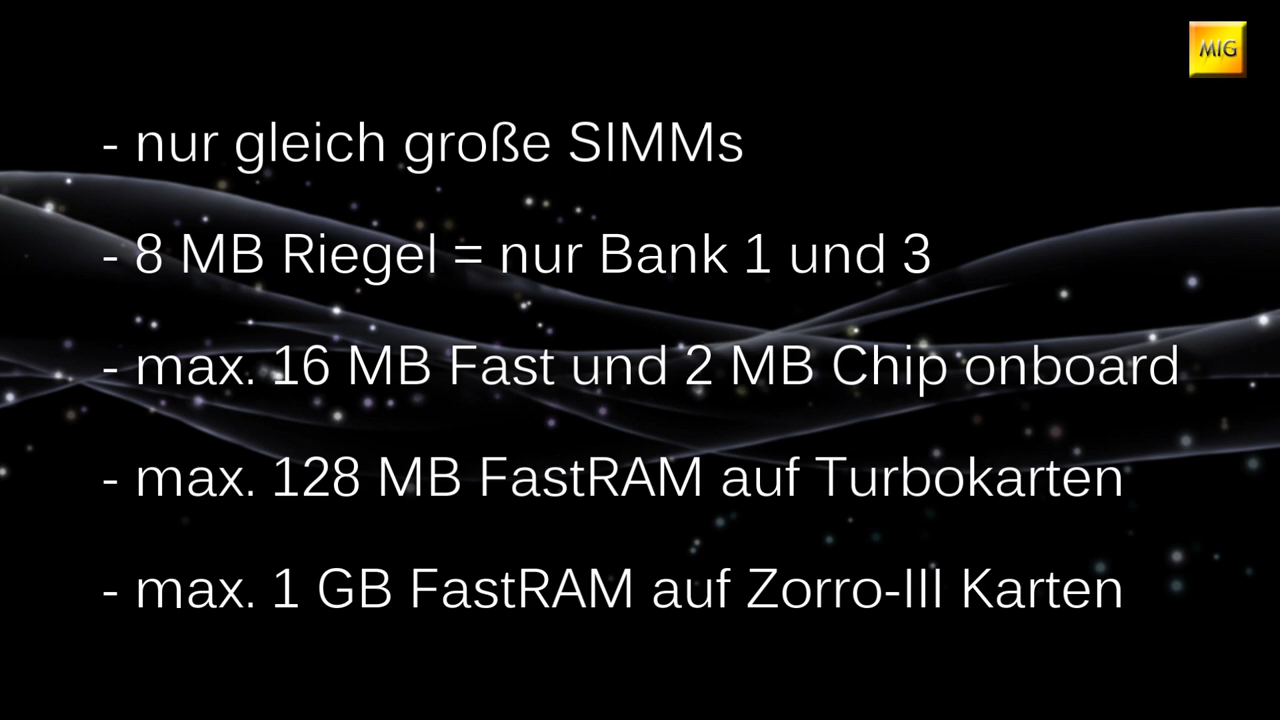 MIG
- nur gleich große SIMMs
- 8 MB Riegel = nur Bank 1 und 3
- max. 16 MB Fast und 2 MB Chip onboard
- max. 128 MB FastRAM auf Turbokarten
- max. 1 GB FastRAM auf Zorro-III Karten